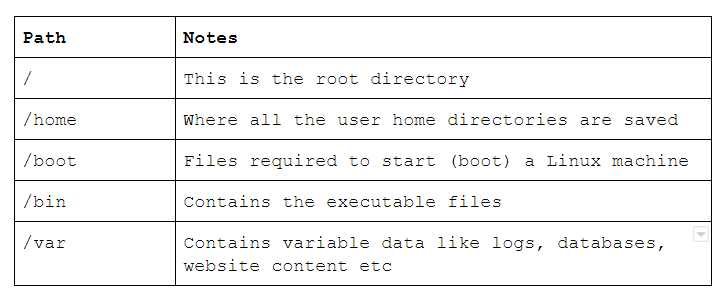 Path Notes
/ This is the root directory
/home Where all the user home directories are saved
/boot Files required to start (boot) a Linux machine
/bin Contains the executable files
/var Contains variable data like logs, databases,
website content etc